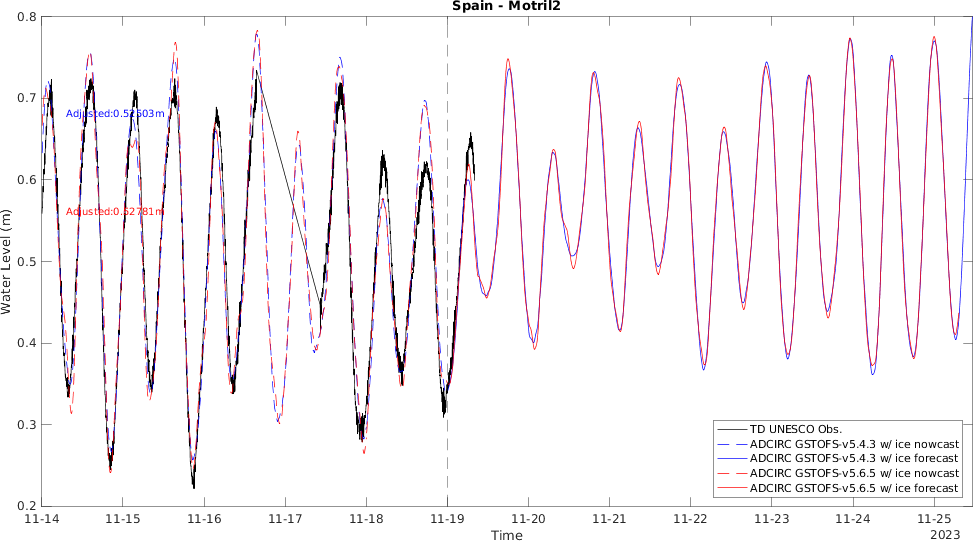 Spain - Motril2
0.8
0.7
0.6
0.5
0.4
0.3
0.2
Water Level (m)
Adjusted:0.52503m
Adjusted:0.52781m
TD UNESCO Obs.
ADCIRC GSTOFS-v5.4.3 w/ ice nowcast
ADCIRC GSTOFS-v5.4.3 w/ ice forecast
ADCIRC GSTOFS-v5.6.5 w/ ice nowcast
ADCIRC GSTOFS-v5.6.5 w/ ice forecast
11-14 11-15 11-16 11-17 11-18 11-19 11-20 11-21 11-22 11-23 11-24 11-25
2023
Time